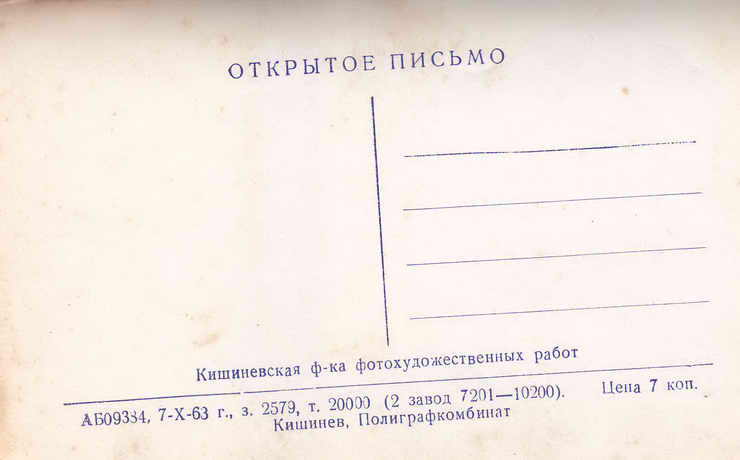 ОТКРЫТОЕ ПИСЬМО
Кишиневская ф-ка фотохудожественных работ
АБ09384, 7-X-63 г., з. 2579, т. 20000 (2 завод 7201—10200). Цена 7 коп.
Кишинев, Полиграфкомбинат